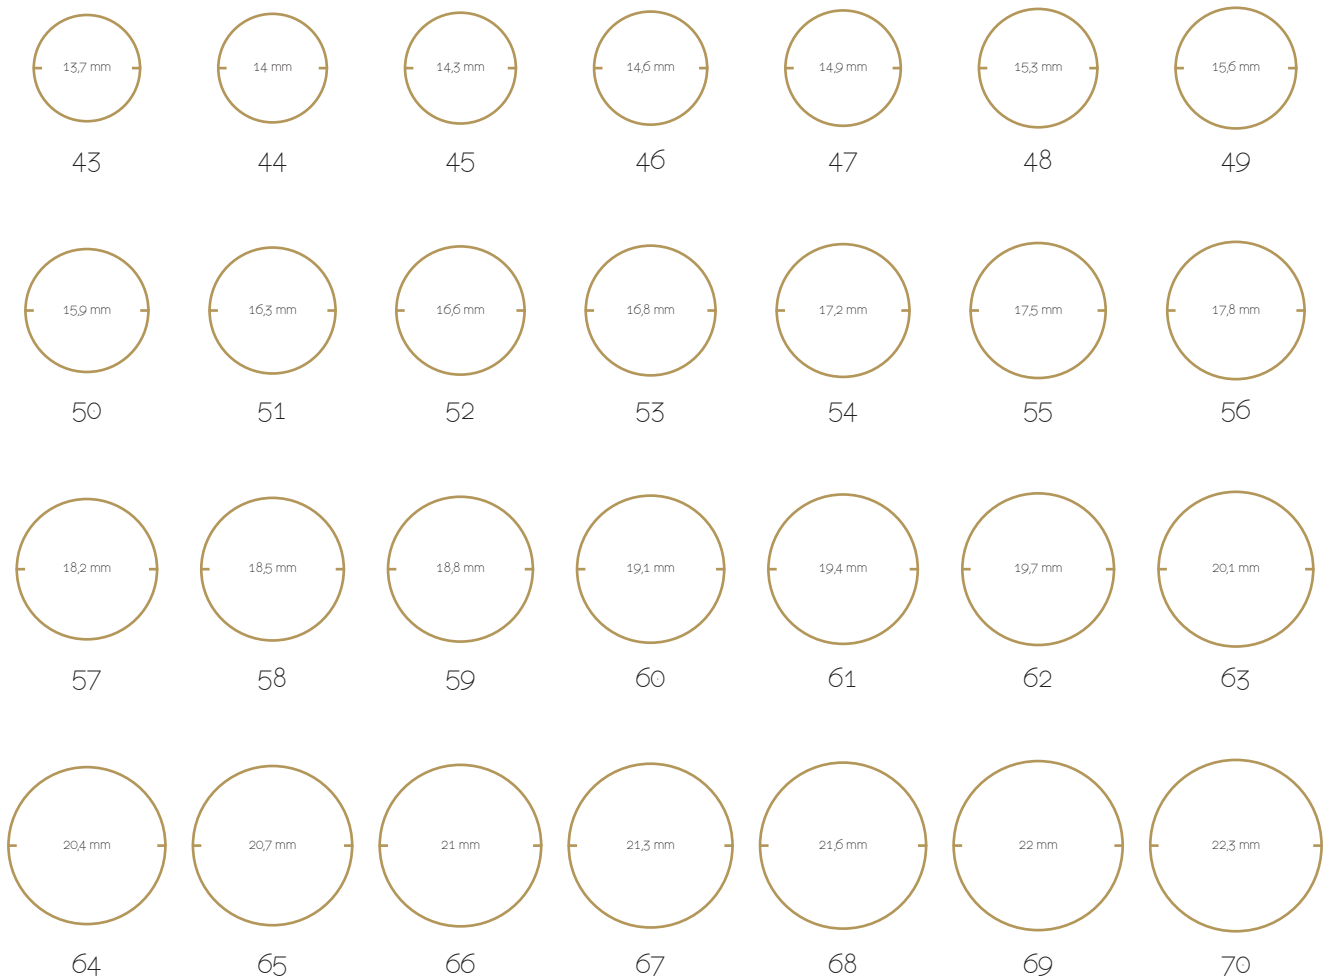 13,7 mm 14 mm 14,3 mm 14,6 mm 14,9 mm 15,3 mm 15,6 mm
43 44 45 46 47 48 49
15,9 mm 16,3 mm 16,6 mm 16,8 mm 17,2 mm 17,5 mm 17,8 mm
50 51 52 53 54 55 56
18,2 mm 18,5 mm 18,8 mm 19,1 mm 19,4 mm 19,7 mm 20,1 mm
57 58 59 60 61 62 63
20,4 mm 20,7 mm 21 mm 21,3 mm 21,6 mm 22 mm 22,3 mm
64 65 66 67 68 69 70